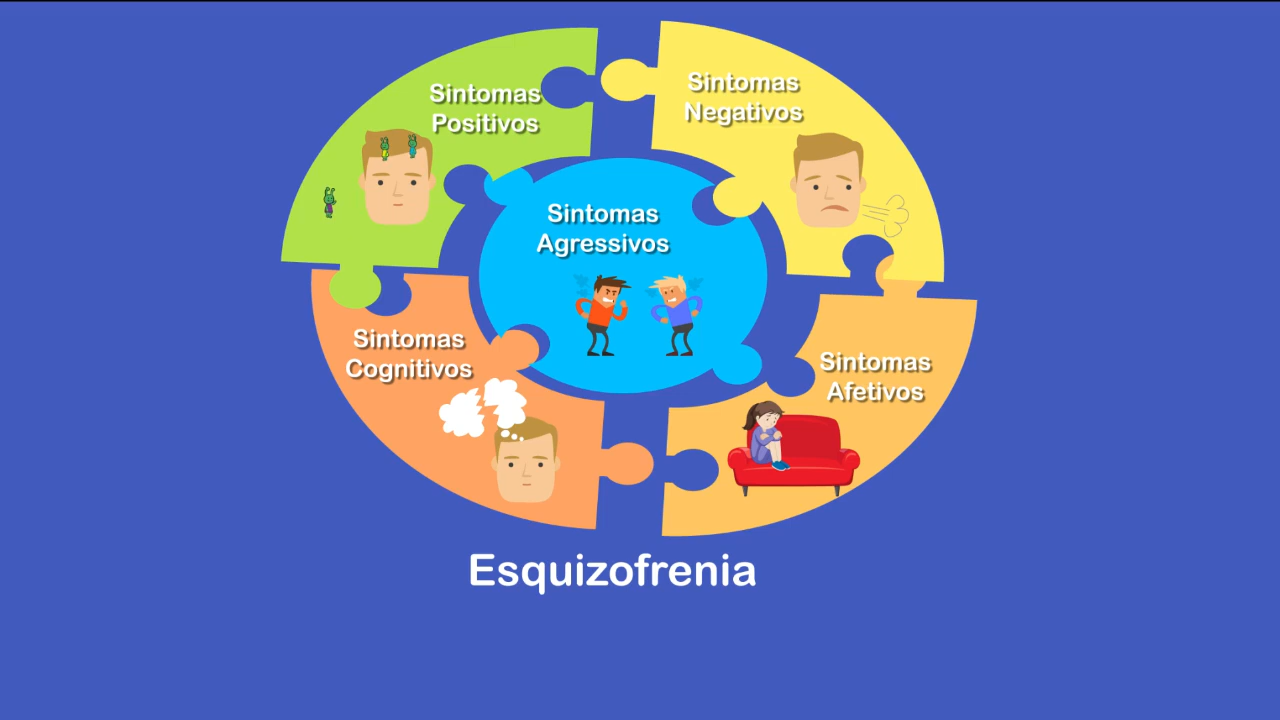 Sintomas
Positivos
Sintomas
Negativos
Sintomas
Agressivos
Sintomas
Cognitivos
Sintomas
Afetivos
Esquizofrenia